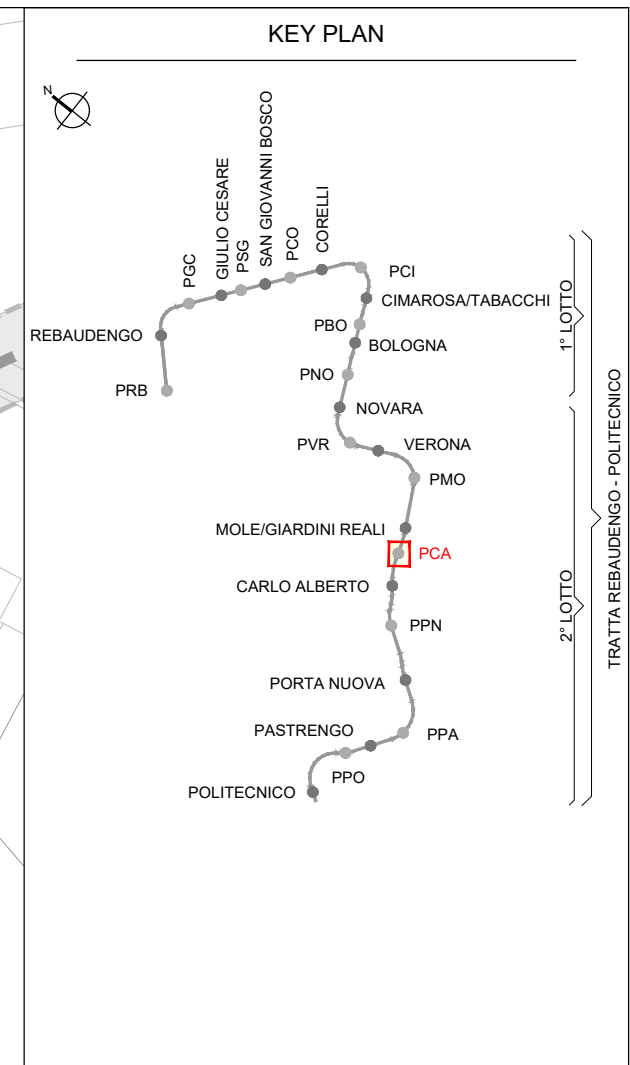 KEY PLAN
N
PGC
GIULIO CESARE
PSG
SAN GIOVANNI BOSCO
PCO
CORELLI
PCI
CIMAROSA/TABACCHI
REBAUDENGO
PBO
BOLOGNA
PRB
PNO
NOVARA
PVR
VERONA
PMO
MOLE/GIARDINI REALI
PCA
CARLO ALBERTO
PPN
PORTA NUOVA
PASTRENGO
PPA
PPO
POLITECNICO
1° LOTTO
2° LOTTO
TRATTA REBAUDENGO - POLITECNICO